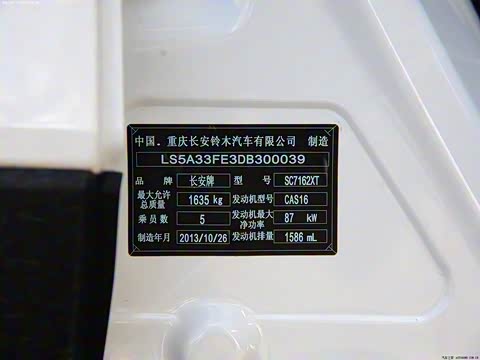 中国.重庆长安铃木汽车有限公司 制造
LS5A33FE3DB300039
品牌 长安牌 型号 SC7162XT
最大允许总质量 1635 kg 发动机型号 CAS16
乘员数 5 发动机最大净功率 87 kW
制造年月 2013/10/26 发动机排量 1586 mL